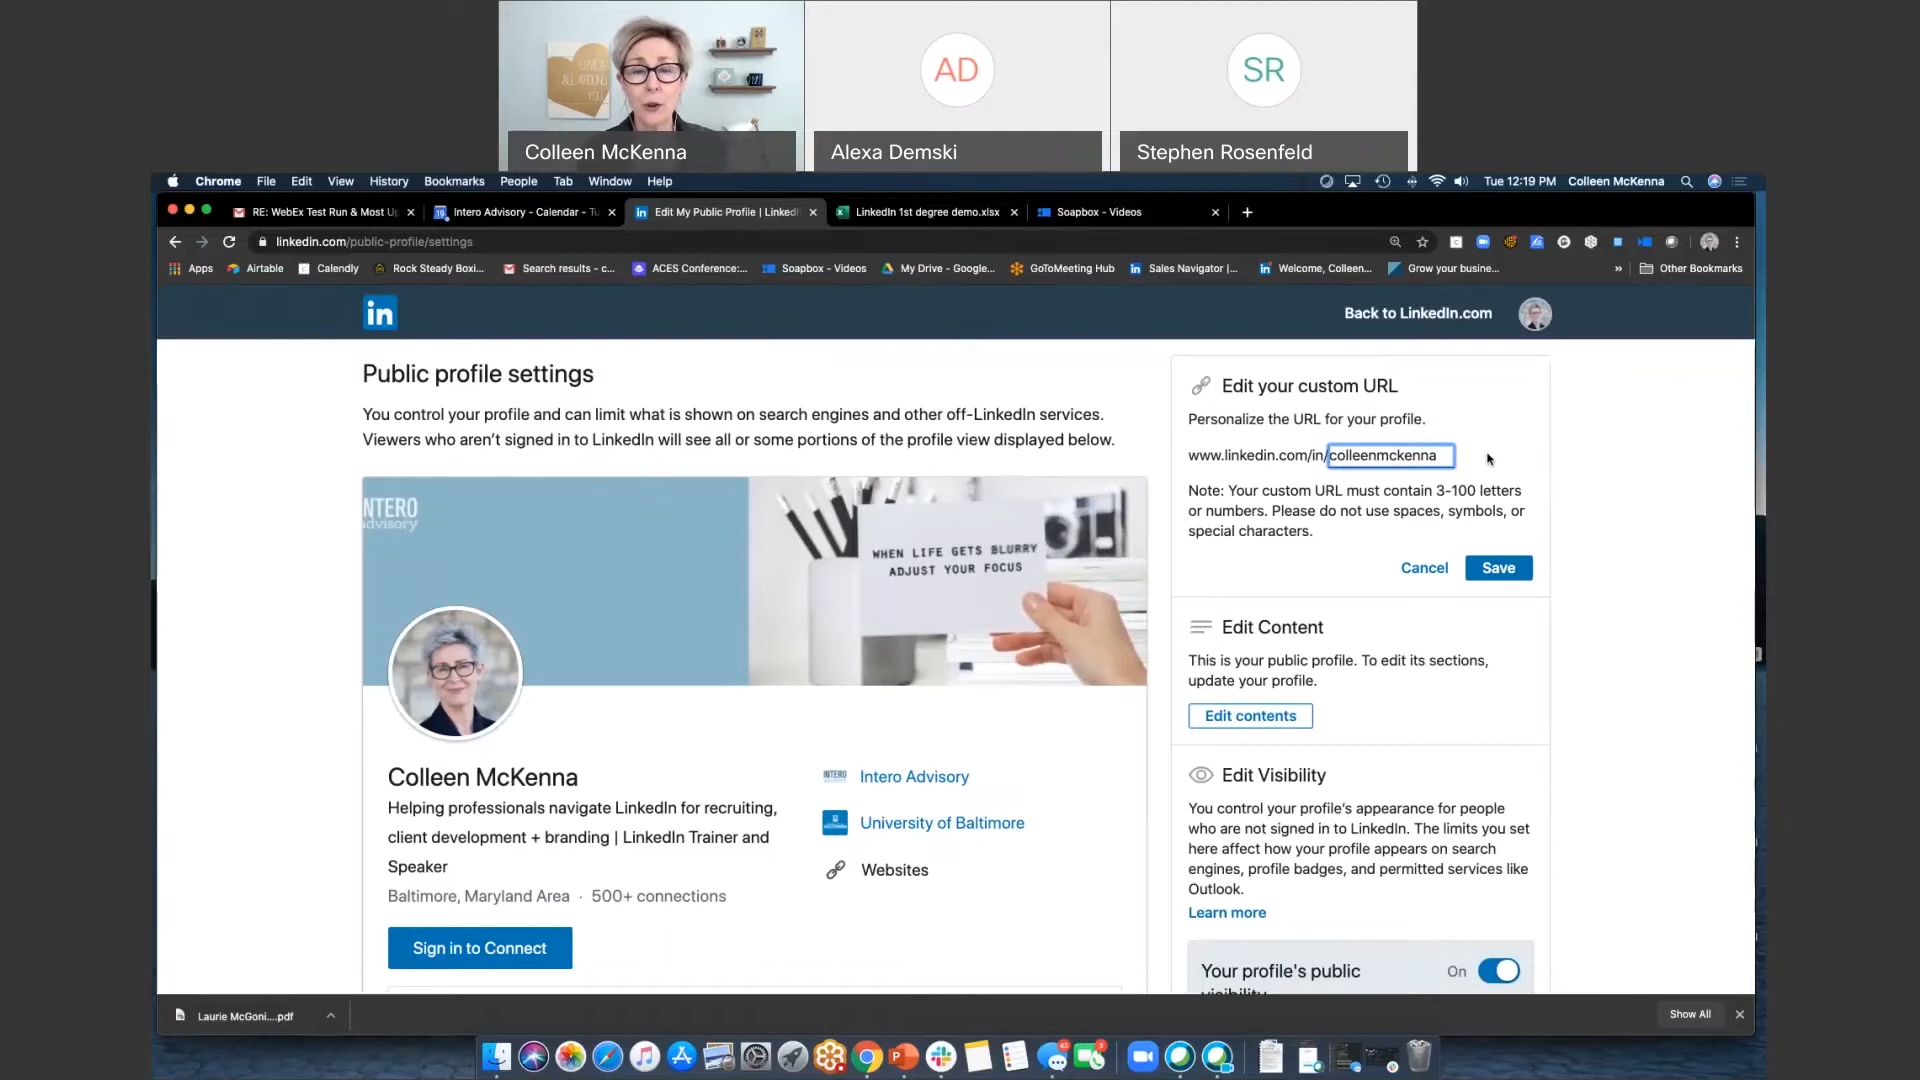 LOVE IS
ALL AROUND
YOU
AD
SR
Colleen McKenna
Alexa Demski
Stephen Rosenfeld
Chrome File Edit View History Bookmarks People Tab Window Help
Tue 12:19 PM Colleen McKenna
RE: WebEx Test Run & Most Up
Intero Advisory - Calendar - Tu
Edit My Public Profile | LinkedI
LinkedIn 1st degree demo.xlsx
Soapbox - Videos
linkedin.com/public-profile/settings
Apps
Airtable
Calendly
Rock Steady Boxi...
Search results - c...
ACES Conference:...
Soapbox - Videos
My Drive - Google...
GoToMeeting Hub
Sales Navigator |...
Welcome, Colleen...
Grow your busine...
» Other Bookmarks
in
Back to LinkedIn.com
Public profile settings
You control your profile and can limit what is shown on search engines and other off-LinkedIn services.
Viewers who aren’t signed in to LinkedIn will see all or some portions of the profile view displayed below.
INTERO
advisory
WHEN LIFE GETS BLURRY
ADJUST YOUR FOCUS
Colleen McKenna
Helping professionals navigate LinkedIn for recruiting,
client development + branding | LinkedIn Trainer and
Speaker
Baltimore, Maryland Area · 500+ connections
Sign in to Connect
INTERO
Intero Advisory
University of Baltimore
Websites
Edit your custom URL
Personalize the URL for your profile.
www.linkedin.com/in/colleenmckenna
Note: Your custom URL must contain 3-100 letters
or numbers. Please do not use spaces, symbols, or
special characters.
Cancel
Save
Edit Content
This is your public profile. To edit its sections,
update your profile.
Edit contents
Edit Visibility
You control your profile’s appearance for people
who are not signed in to LinkedIn. The limits you set
here affect how your profile appears on search
engines, profile badges, and permitted services like
Outlook.
Learn more
Your profile's public
visibility
On
Laurie McGoni....pdf
Show All